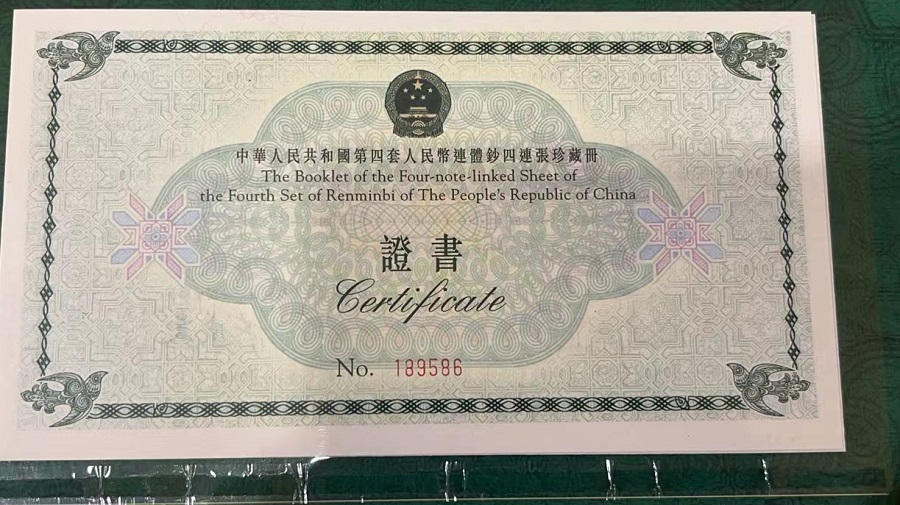 中華人民共和國第四套人民幣連體鈔四連張珍藏冊
The Booklet of the Four-note-linked Sheet of
the Fourth Set of Renminbi of The People's Republic of China
證書
Certificate
No. 189586